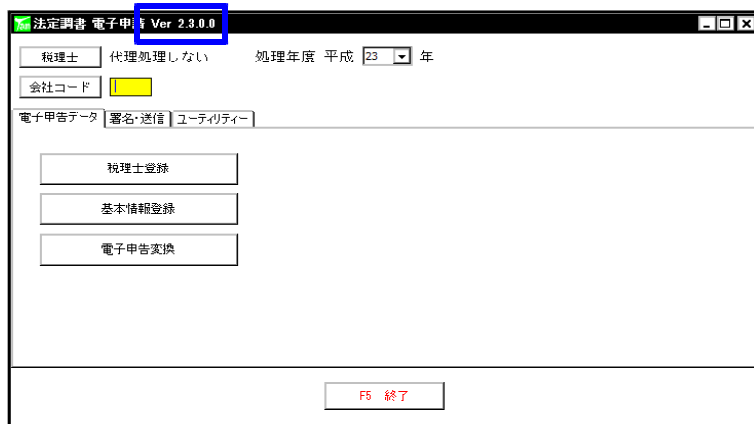 法定調書 電子申請 Ver 2.3.0.0
税理士 代理処理しない 処理年度 平成 23 年
会社コード
電子申告データ 署名・送信 ユーティリティー
税理士登録
基本情報登録
電子申告変換
F5 終了